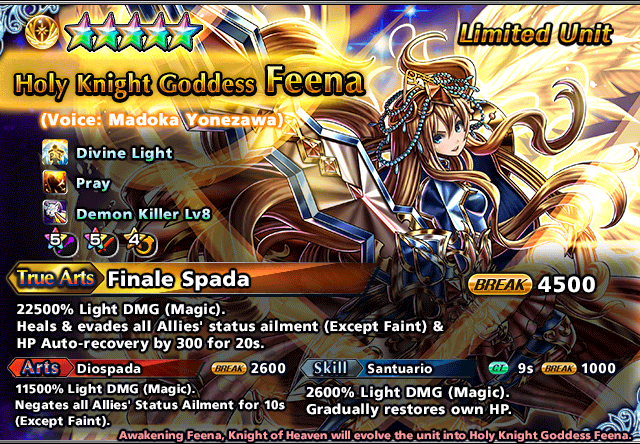 Limited Unit
Holy Knight Goddess Feena
(Voice: Madoka Yonezawa)
Divine Light
Pray
Demon Killer Lv8
5 5 4
True Arts Finale Spada BREAK 4500
22500% Light DMG (Magic).
Heals & evades all Allies' status ailment (Except Faint) &
HP Auto-recovery by 300 for 20s.
Arts Diospada BREAK 2600
11500% Light DMG (Magic).
Negates all Allies' Status Ailment for 10s
(Except Faint).
Skill Santuario CT 9s BREAK 1000
2600% Light DMG (Magic).
Gradually restores own HP.
Awakening Feena, Knight of Heaven will evolve the unit into Holy Knight Goddess Feena